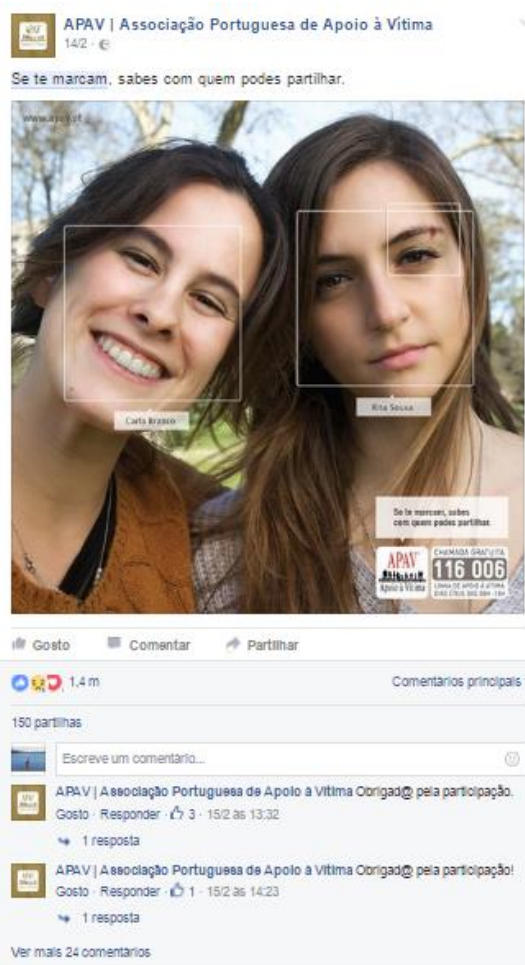 APAV | Associação Portuguesa de Apoio à Vítima
14/2 ·
Se te marcam, sabes com quem podes partilhar.
www.apav.pt
Carla Branco
Rita Sousa
Se te marcam, sabes
com quem podes partilhar.
APAV
Apoio à Vítima
CHAMADA GRATUITA
116 006
LINHA DE APOIO À VÍTIMA
DIAS ÚTEIS DAS 09H - 19H
Gosto Comentar Partilhar
1,4 m Comentários principais
150 partilhas
Escreve um comentário...
APAV | Associação Portuguesa de Apoio à Vítima Obrigad@ pela participação.
Gosto · Responder · 3 · 15/2 às 13:32
1 resposta
APAV | Associação Portuguesa de Apoio à Vítima Obrigad@ pela participação!
Gosto · Responder · 1 · 15/2 às 14:23
1 resposta
Ver mais 24 comentários